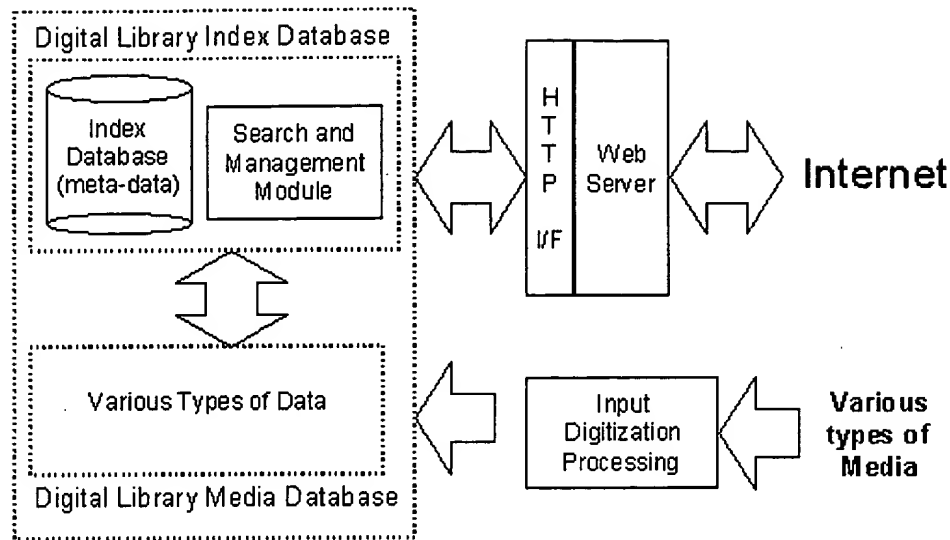 Digital Library Index Database
Index
Database
(meta-data)
Search and
Management
Module
H
T
T
P
I/F
Web
Server
Internet
Various Types of Data
Digital Library Media Database
Input
Digitization
Processing
Various
types of
Media